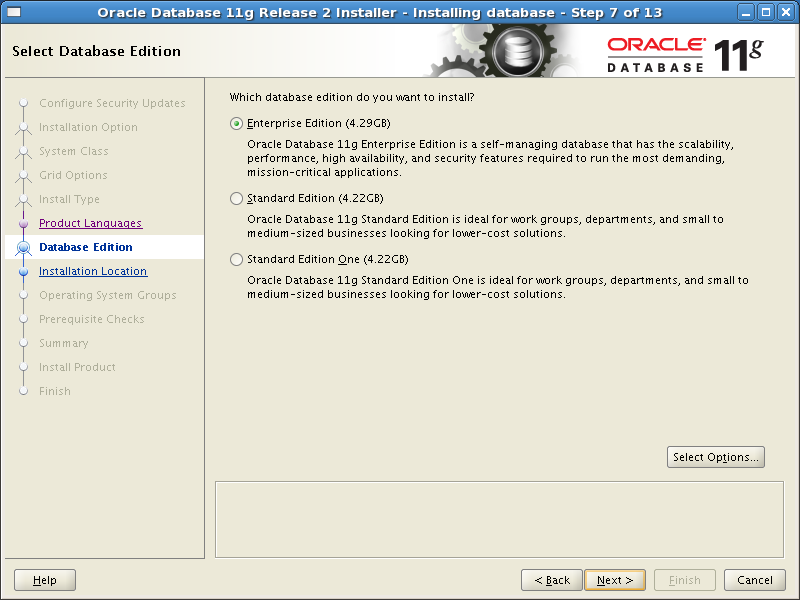 Oracle Database 11g Release 2 Installer - Installing database - Step 7 of 13
Select Database Edition
ORACLE®
DATABASE
11g
Configure Security Updates
Installation Option
System Class
Grid Options
Install Type
Product Languages
Database Edition
Installation Location
Operating System Groups
Prerequisite Checks
Summary
Install Product
Finish
Which database edition do you want to install?
Enterprise Edition (4.29GB)
Oracle Database 11g Enterprise Edition is a self-managing database that has the scalability,
performance, high availability, and security features required to run the most demanding,
mission-critical applications.
Standard Edition (4.22GB)
Oracle Database 11g Standard Edition is ideal for work groups, departments, and small to
medium-sized businesses looking for lower-cost solutions.
Standard Edition One (4.22GB)
Oracle Database 11g Standard Edition One is ideal for work groups, departments, and small to
medium-sized businesses looking for lower-cost solutions.
Select Options...
Help
< Back
Next >
Finish
Cancel